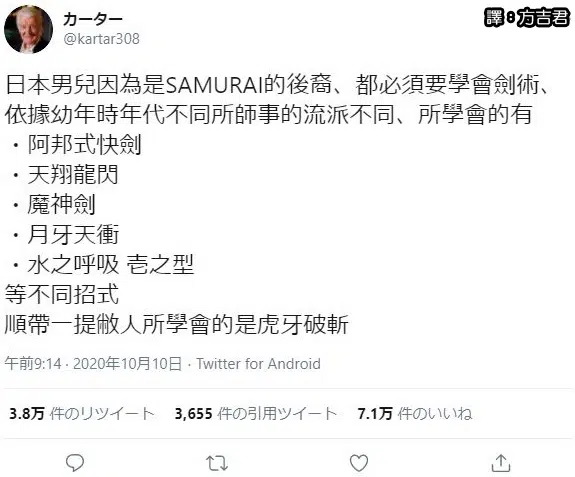 カーター
@kartar308
譯:方吉君
日本男兒因為是SAMURAI的後裔、都必須要學會劍術、
依據幼年時年代不同所師事的流派不同、所學會的有
・阿邦式快劍
・天翔龍閃
・魔神劍
・月牙天衝
・水之呼吸 壱之型
等不同招式
順帶一提敝人所學會的是虎牙破斬
午前9:14 · 2020年10月10日 · Twitter for Android
3.8万 件のリツイート 3,655 件の引用ツイート 7.1万 件のいいね